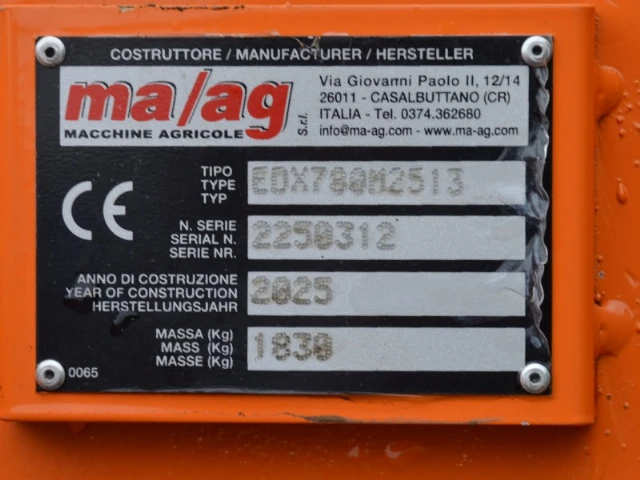 COSTRUTTORE / MANUFACTURER / HERSTELLER
ma/ag
MACCHINE AGRICOLE
S.r.l.
Via Giovanni Paolo II, 12/14
26011 - CASALBUTTANO (CR)
ITALIA - Tel. 0374.362680
info@ma-ag.com - www.ma-ag.com
CE
TIPO
TYPE
TYP
EDX700M2513
N. SERIE
SERIAL N.
SERIE NR.
2250312
ANNO DI COSTRUZIONE
YEAR OF CONSTRUCTION
HERSTELLUNGSJAHR
2025
MASSA (Kg)
MASS (Kg)
MASSE (Kg)
1830
0065